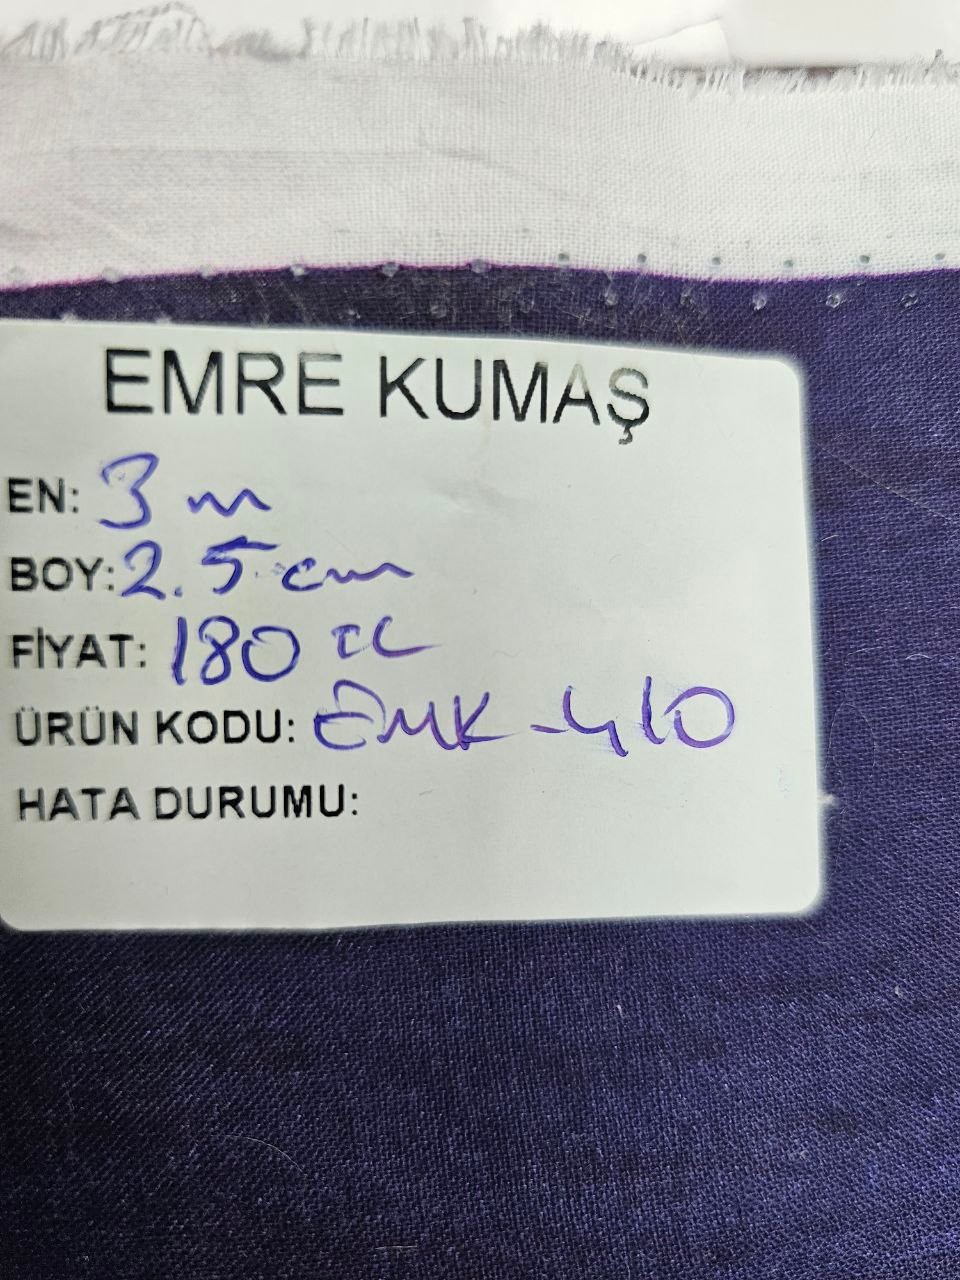 EMRE KUMAŞ
EN: 3 m
BOY: 2.5 cm
FİYAT: 180 TL
ÜRÜN KODU: EMK-410
HATA DURUMU: